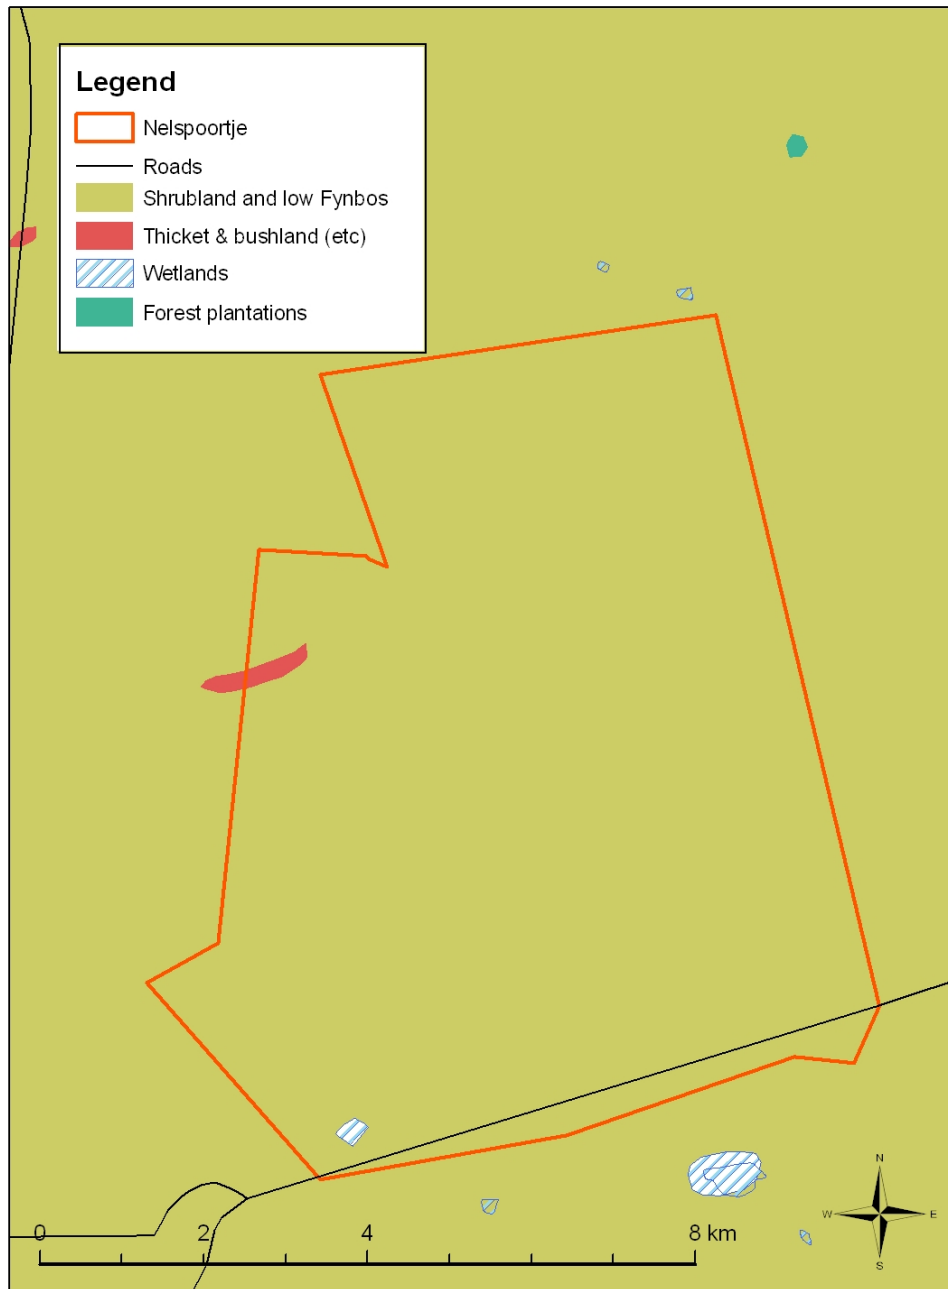 Legend
Nelspoortje
Roads
Shrubland and low Fynbos
Thicket & bushland (etc)
Wetlands
Forest plantations
N
W E
S
0 2 4 8 km